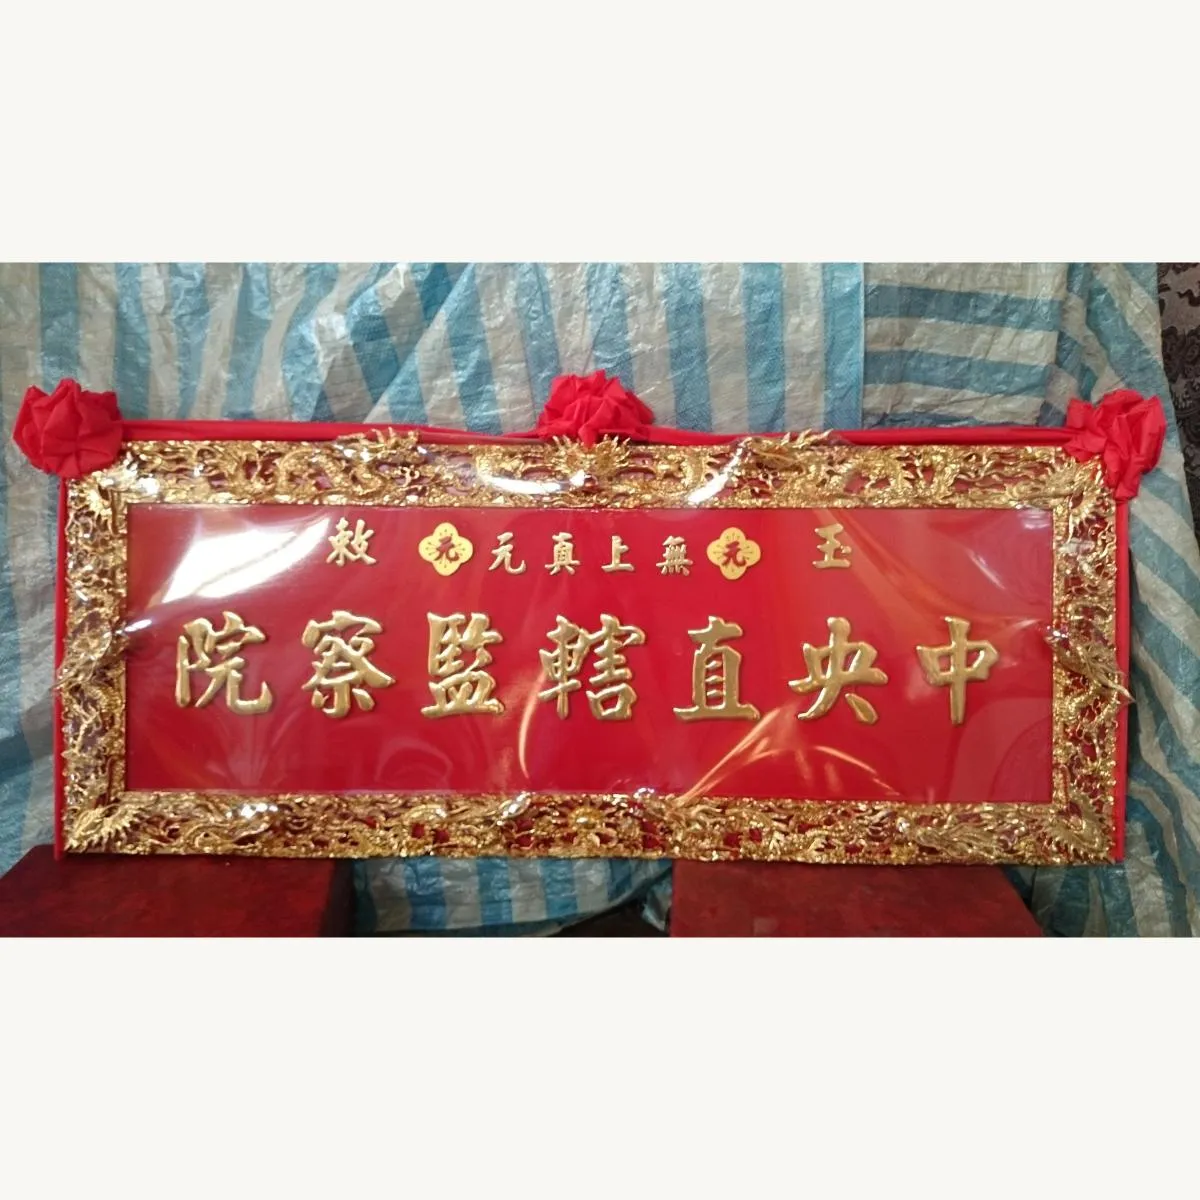 玉 元 無上真元 元 敕
中央直轄監察院